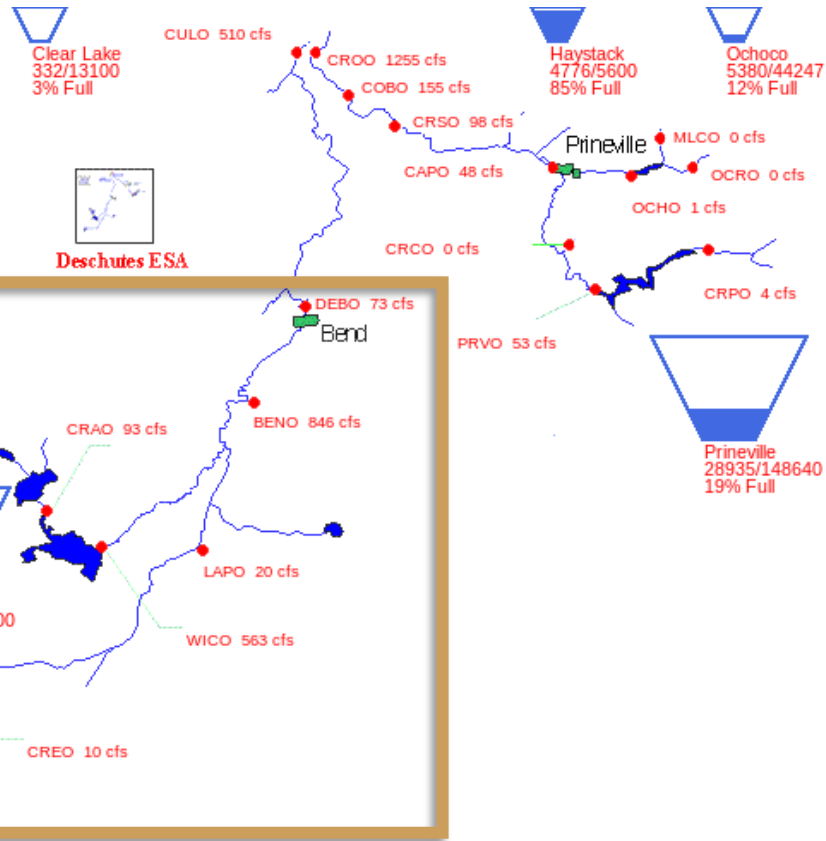 CULO 510 cfs
Clear Lake
332/13100
3% Full
CROO 1255 cfs
Haystack
4776/5600
85% Full
Ochoco
5380/44247
12% Full
COBO 155 cfs
CRSO 98 cfs
Prineville
MLCO 0 cfs
CAPO 48 cfs
OCRO 0 cfs
OCHO 1 cfs
Deschutes ESA
CRCO 0 cfs
CRPO 4 cfs
DEBO 73 cfs
Bend
PRVO 53 cfs
BENO 846 cfs
CRAO 93 cfs
Prineville
28935/148640
19% Full
LAPO 20 cfs
00
WICO 563 cfs
CREO 10 cfs